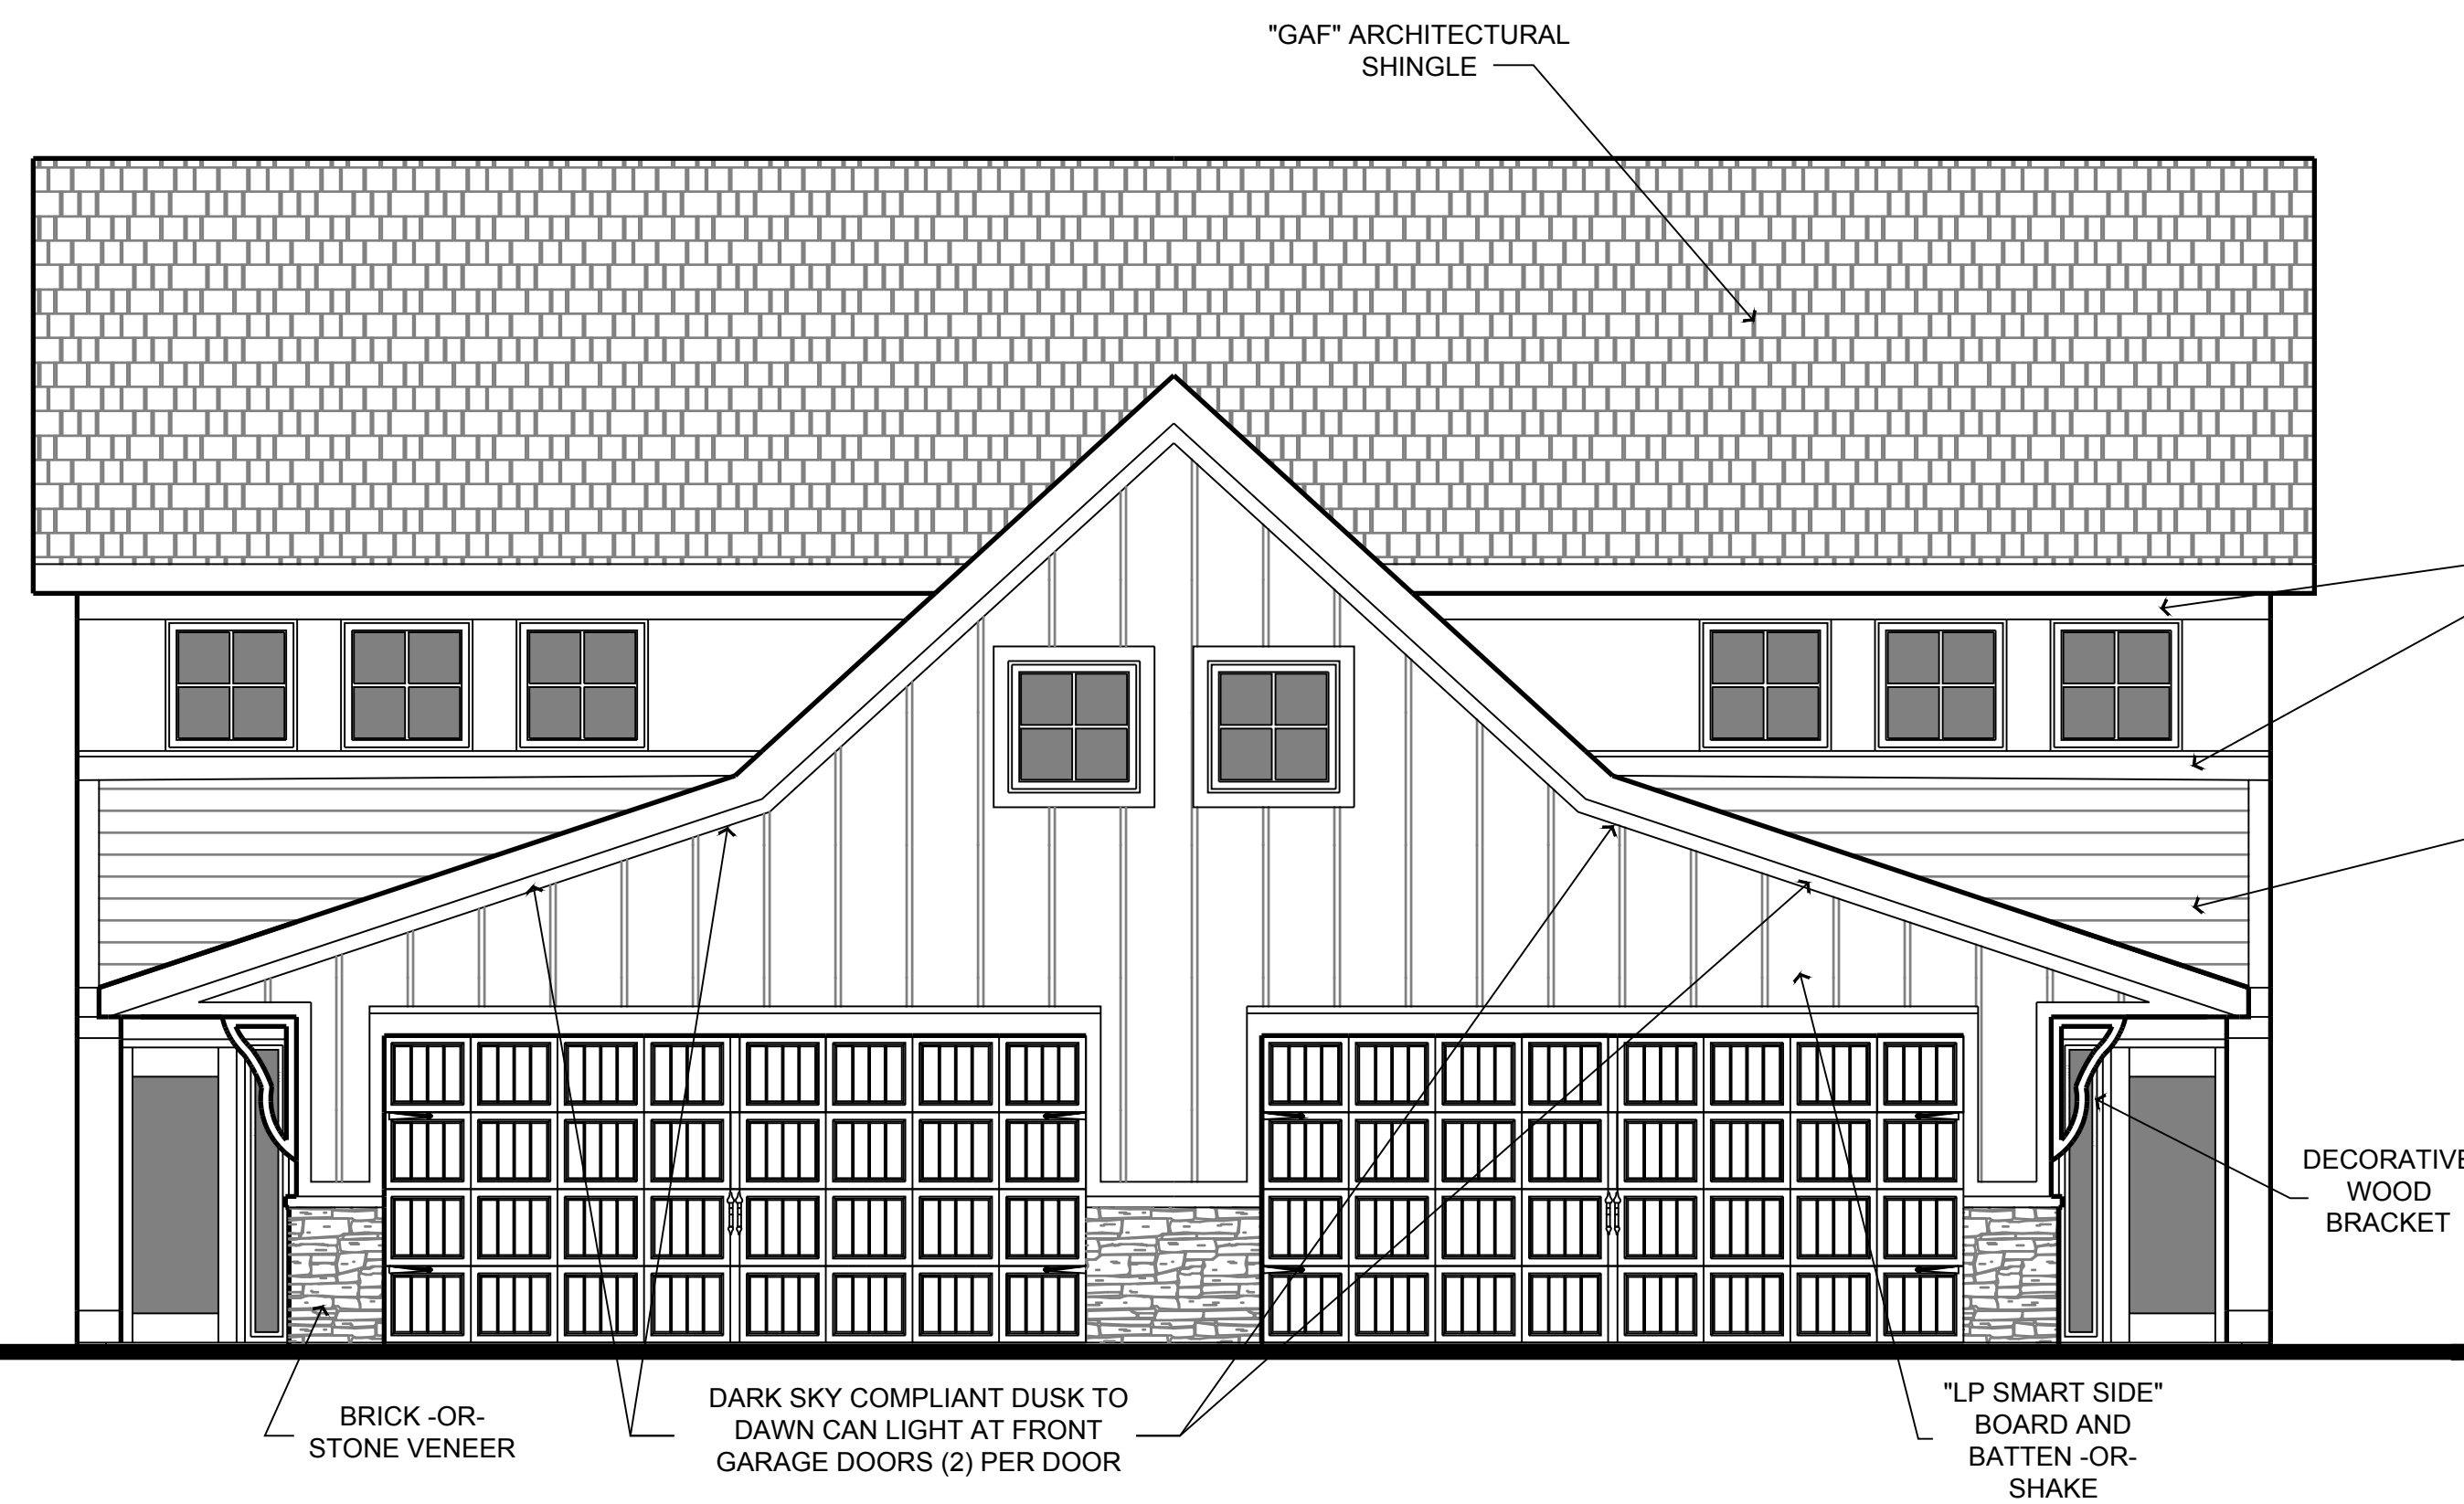 "GAF" ARCHITECTURAL
SHINGLE
DECORATIVE
WOOD
BRACKET
BRICK -OR-
STONE VENEER
DARK SKY COMPLIANT DUSK TO
DAWN CAN LIGHT AT FRONT
GARAGE DOORS (2) PER DOOR
"LP SMART SIDE"
BOARD AND
BATTEN -OR-
SHAKE